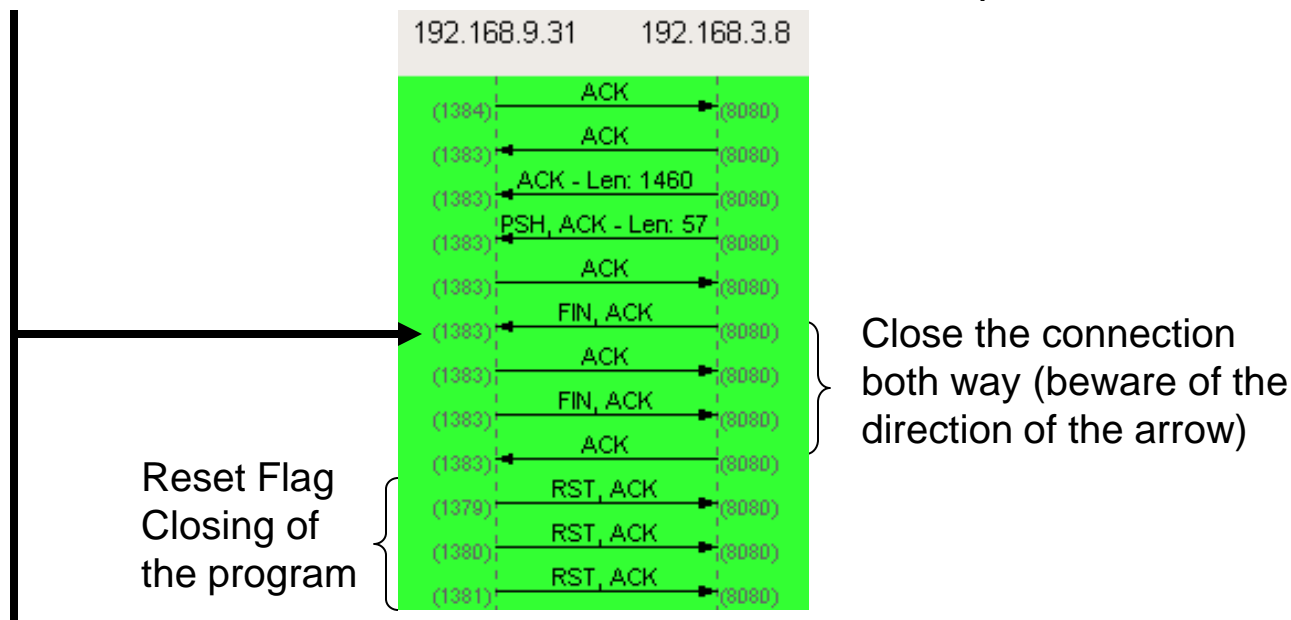 192.168.9.31 192.168.3.8
ACK
(1384) (8080)
ACK
(1383) (8080)
ACK - Len: 1460
(1383) (8080)
PSH, ACK - Len: 57
(1383) (8080)
ACK
(1383) (8080)
FIN, ACK
(1383) (8080)
ACK
(1383) (8080)
FIN, ACK
(1383) (8080)
ACK
(1383) (8080)
RST, ACK
(1379) (8080)
RST, ACK
(1380) (8080)
RST, ACK
(1381) (8080)
Close the connection
both way (beware of the
direction of the arrow)
Reset Flag
Closing of
the program